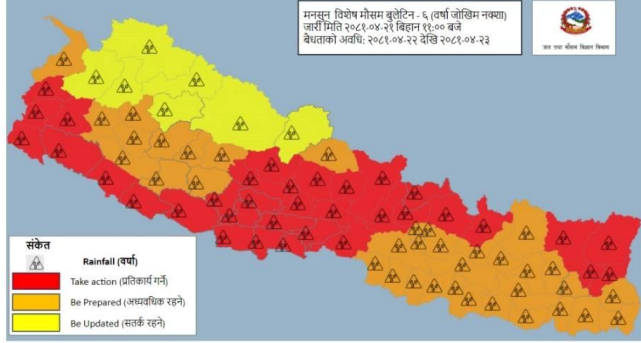 मनसुन विशेष मौसम बुलेटिन - ६ (वर्षा जोखिम नक्शा)
जारी मिति २०८१-०४-२१ बिहान ११:०० बजे
बैधताको अवधि: २०८१-०४-२२ देखि २०८१-०४-२३
जल तथा मौसम विज्ञान विभाग
संकेत
Rainfall (वर्षा)
Take action (प्रतिकार्य गर्ने)
Be Prepared (अध्यवधिक रहने)
Be Updated (सतर्क रहने)